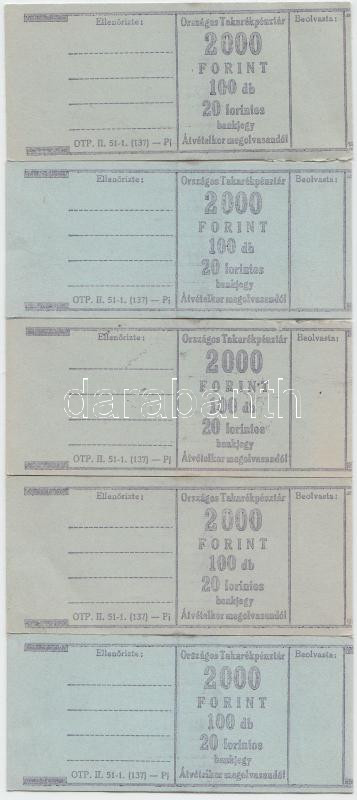 Ellenőrizte:
Országos Takarékpénztár
Beolvasta:
2000
FORINT
100 db
20 forintos
bankjegy
OTP. II. 51-1. (137) — Pj
Átvételkor megolvasandó!
Ellenőrizte:
Országos Takarékpénztár
Beolvasta:
2000
FORINT
100 db
20 forintos
bankjegy
OTP. II. 51-1. (137) — Pj
Átvételkor megolvasandó!
Ellenőrizte:
Országos Takarékpénztár
Beolvasta:
2000
FORINT
100 db
20 forintos
bankjegy
OTP. II. 51-1. (137) — Pj
Átvételkor megolvasandó!
darabanth
Ellenőrizte:
Országos Takarékpénztár
Beolvasta:
2000
FORINT
100 db
20 forintos
bankjegy
OTP. II. 51-1. (137) — Pj
Átvételkor megolvasandó!
Ellenőrizte:
Országos Takarékpénztár
Beolvasta:
2000
FORINT
100 db
20 forintos
bankjegy
OTP. II. 51-1. (137) — Pj
Átvételkor megolvasandó!